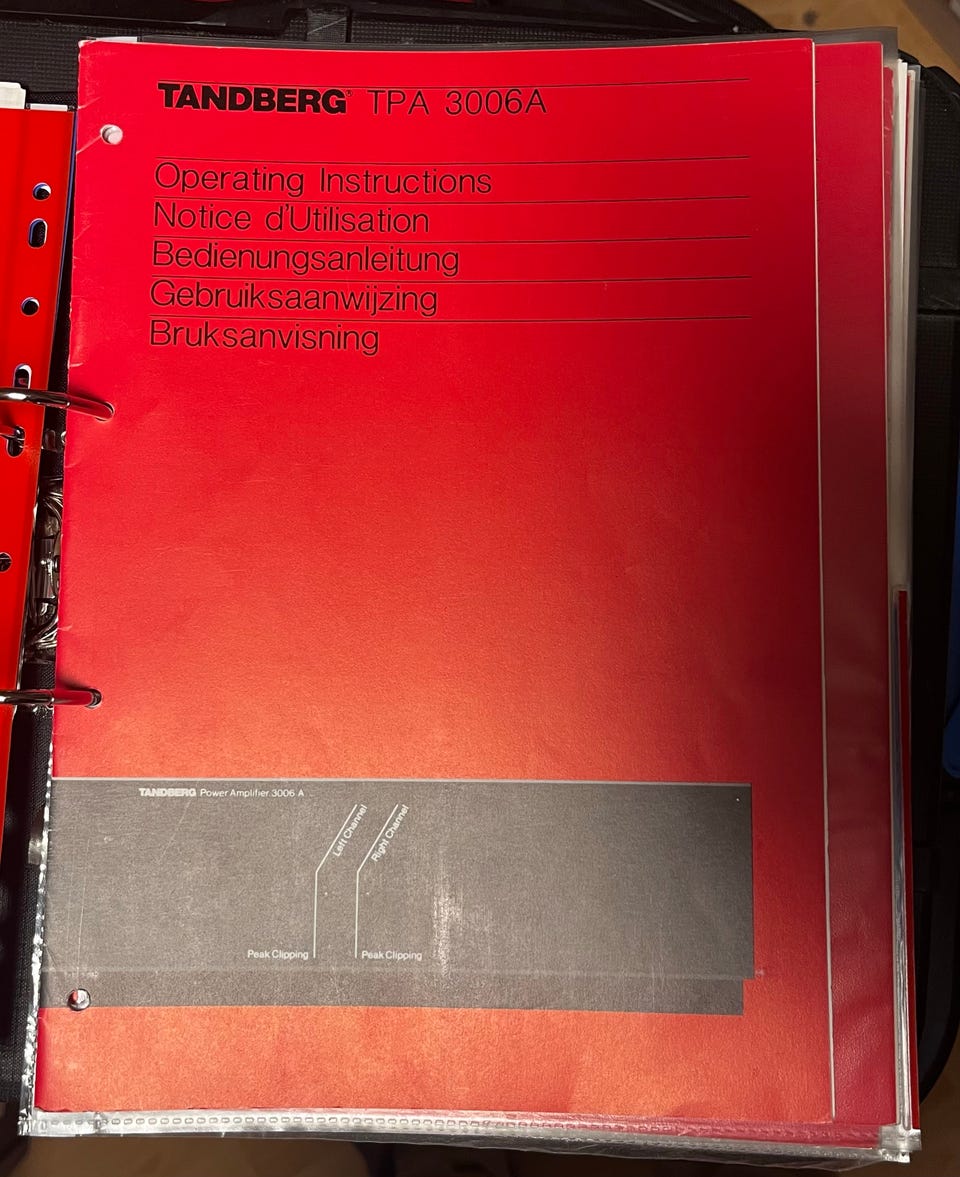 TANDBERG® TPA 3006A
Operating Instructions
Notice d'Utilisation
Bedienungsanleitung
Gebruiksaanwijzing
Bruksanvisning
TANDBERG Power Amplifier 3006 A
Left Channel
Right Channel
Peak Clipping
Peak Clipping